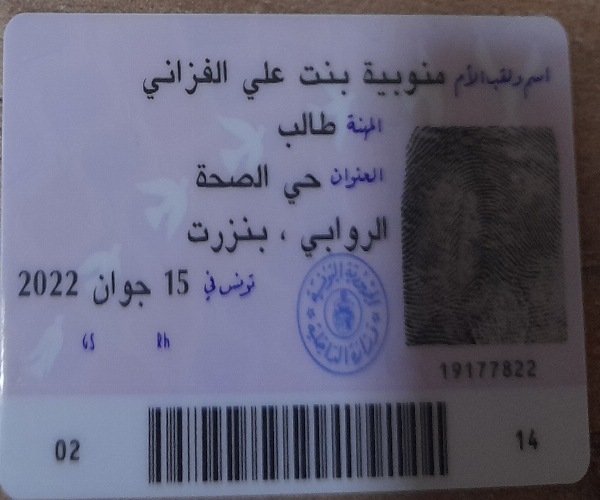 اسم ولقب الأم منوبية بنت علي الفزاني
المهنة طالب
العنوان حي الصحة
الروابي ، بنزرت
تونس في 15 جوان 2022
GS Rh
19177822
02 14